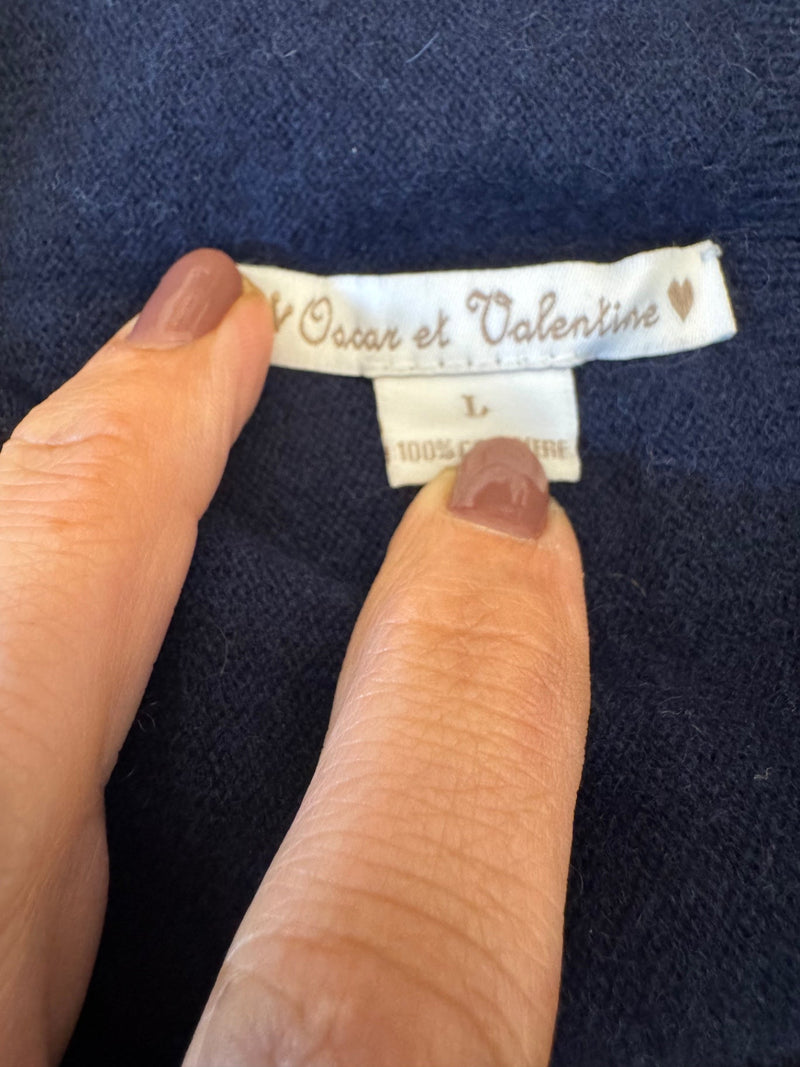 Oscar et Valentine
L
100%